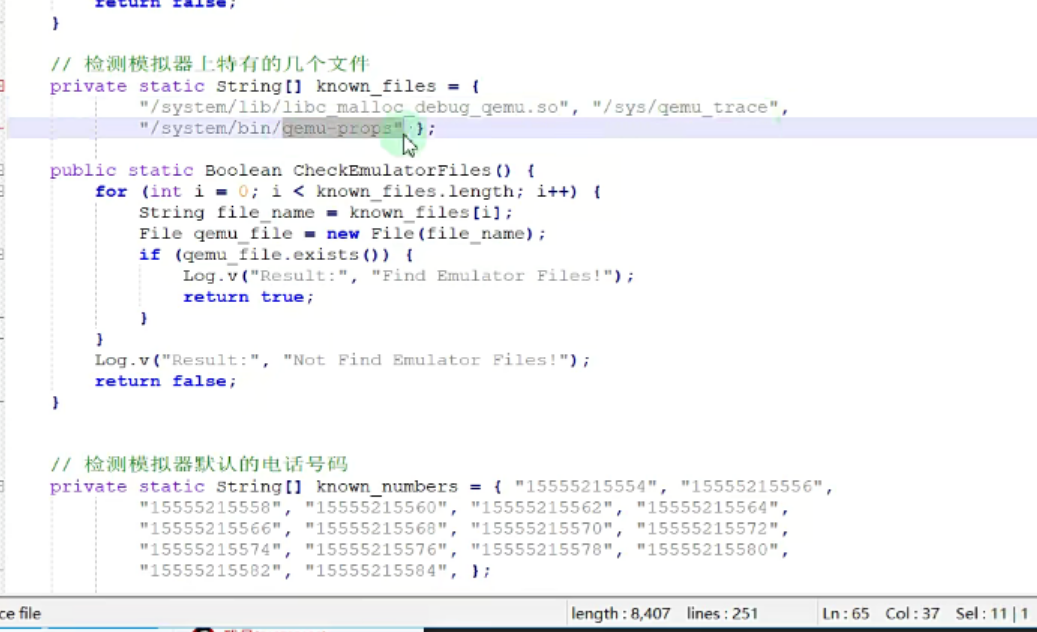 return false;
}
// 检测模拟器上特有的几个文件
private static String[] known_files = {
"/system/lib/libc_malloc_debug_qemu.so", "/sys/qemu_trace",
"/system/bin/qemu-props" };
public static Boolean CheckEmulatorFiles() {
for (int i = 0; i < known_files.length; i++) {
String file_name = known_files[i];
File qemu_file = new File(file_name);
if (qemu_file.exists()) {
Log.v("Result:", "Find Emulator Files!");
return true;
}
}
Log.v("Result:", "Not Find Emulator Files!");
return false;
}
// 检测模拟器默认的电话号码
private static String[] known_numbers = { "15555215554", "15555215556",
"15555215558", "15555215560", "15555215562", "15555215564",
"15555215566", "15555215568", "15555215570", "15555215572",
"15555215574", "15555215576", "15555215578", "15555215580",
"15555215582", "15555215584", };
ce file length : 8,407 lines : 251 Ln : 65 Col : 37 Sel : 11 | 1